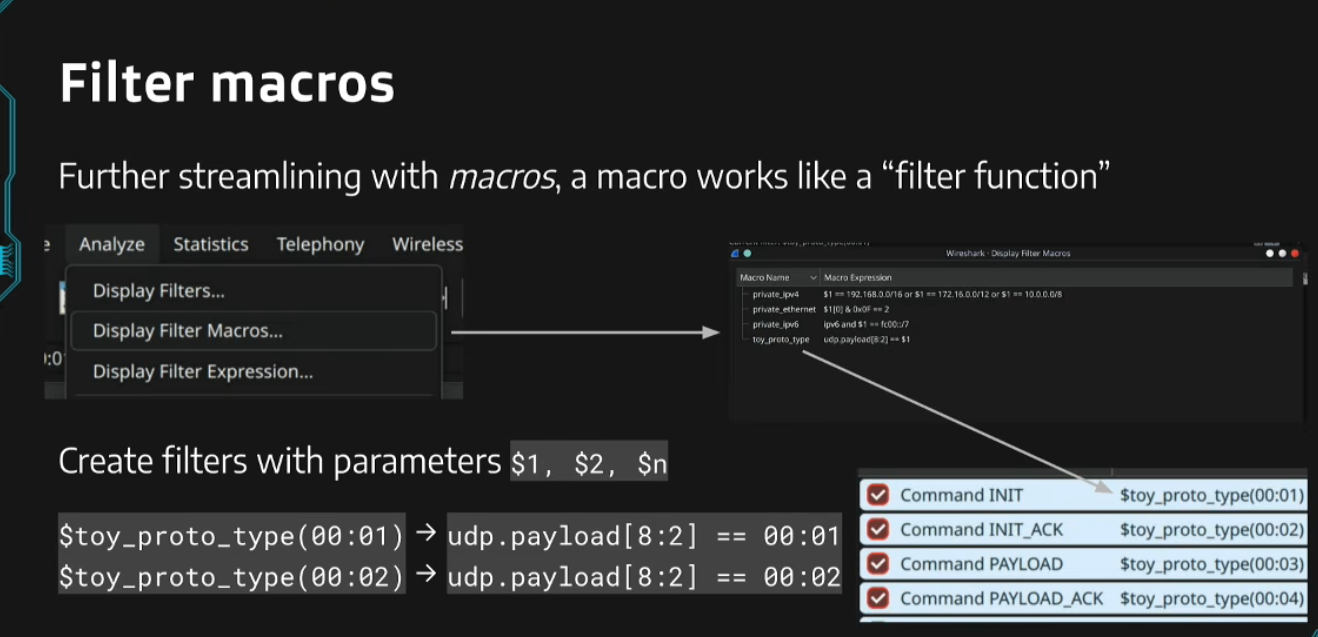 Filter macros
Further streamlining with macros, a macro works like a “filter function”
e Analyze Statistics Telephony Wireless
Display Filters...
Display Filter Macros...
Display Filter Expression...
Wireshark · Display Filter Macros
Macro Name Macro Expression
private_ipv4 $1 == 192.168.0.0/16 or $1 == 172.16.0.0/12 or $1 == 10.0.0.0/8
private_ethernet $1[0] & 0x0F == 2
private_ipv6 ipv6 and $1 == fc00::/7
toy_proto_type udp.payload[8:2] == $1
Create filters with parameters $1, $2, $n
$toy_proto_type(00:01) → udp.payload[8:2] == 00:01
$toy_proto_type(00:02) → udp.payload[8:2] == 00:02
Command INIT $toy_proto_type(00:01)
Command INIT_ACK $toy_proto_type(00:02)
Command PAYLOAD $toy_proto_type(00:03)
Command PAYLOAD_ACK $toy_proto_type(00:04)